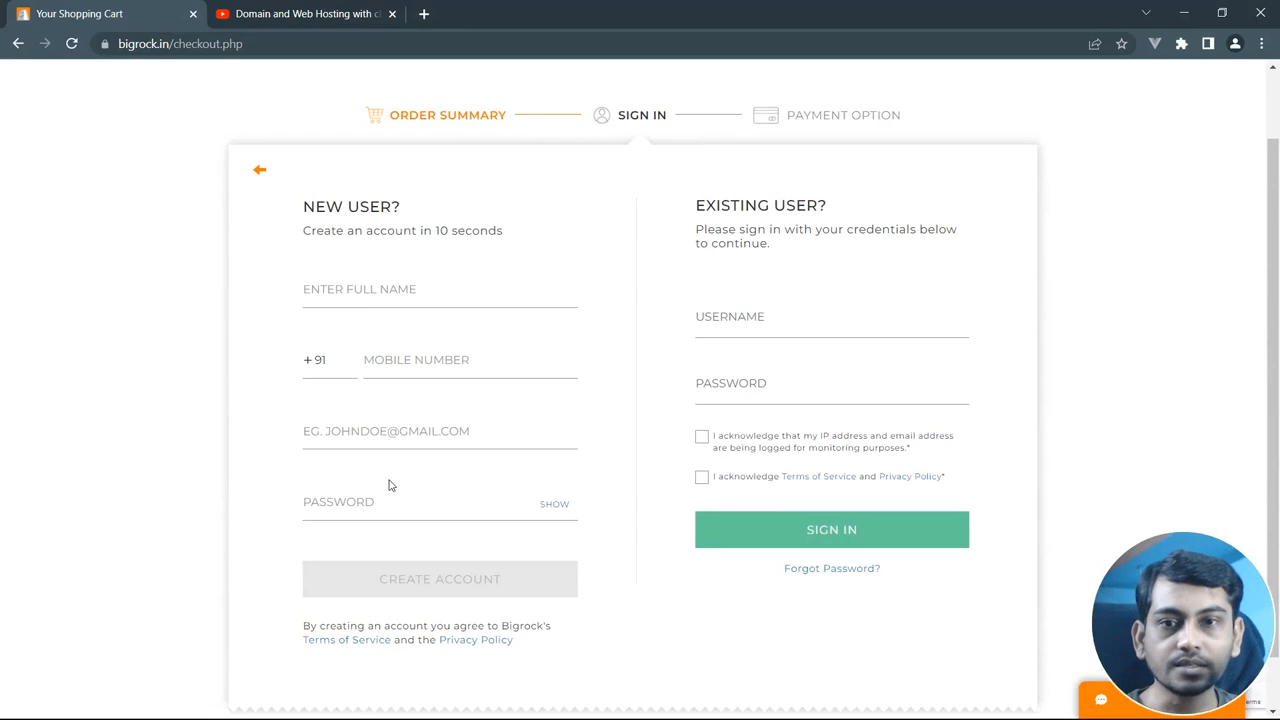 Your Shopping Cart
Domain and Web Hosting with c
bigrock.in/checkout.php
ORDER SUMMARY
SIGN IN
PAYMENT OPTION
NEW USER?
Create an account in 10 seconds
ENTER FULL NAME
+ 91
MOBILE NUMBER
EG. JOHNDOE@GMAIL.COM
PASSWORD
SHOW
CREATE ACCOUNT
By creating an account you agree to Bigrock's
Terms of Service and the Privacy Policy
EXISTING USER?
Please sign in with your credentials below
to continue.
USERNAME
PASSWORD
I acknowledge that my IP address and email address
are being logged for monitoring purposes.*
I acknowledge Terms of Service and Privacy Policy*
SIGN IN
Forgot Password?